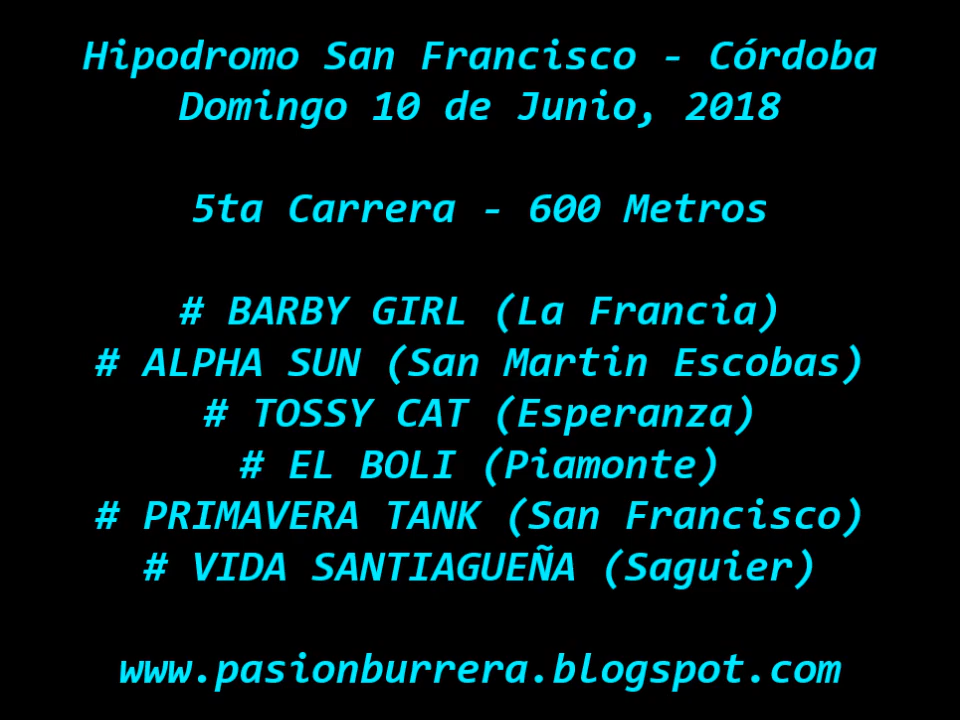 Hipodromo San Francisco - Córdoba
Domingo 10 de Junio, 2018
5ta Carrera - 600 Metros
# BARBY GIRL (La Francia)
# ALPHA SUN (San Martin Escobas)
# TOSSY CAT (Esperanza)
# EL BOLI (Piamonte)
# PRIMAVERA TANK (San Francisco)
# VIDA SANTIAGUEÑA (Saguier)
www.pasionburrera.blogspot.com